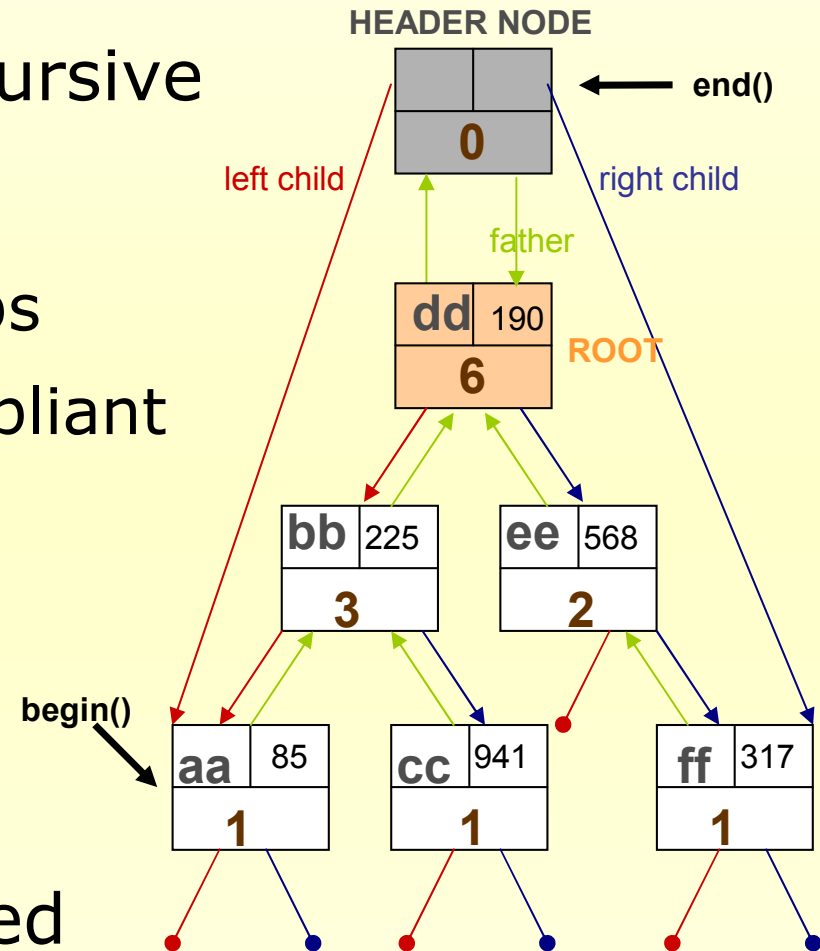 HEADER NODE
ursive
end()
0
left child
right child
father
os
dd 190
ROOT
6
pliant
bb 225
ee 568
3
2
begin()
aa 85
cc 941
ff 317
1
1
1
ed